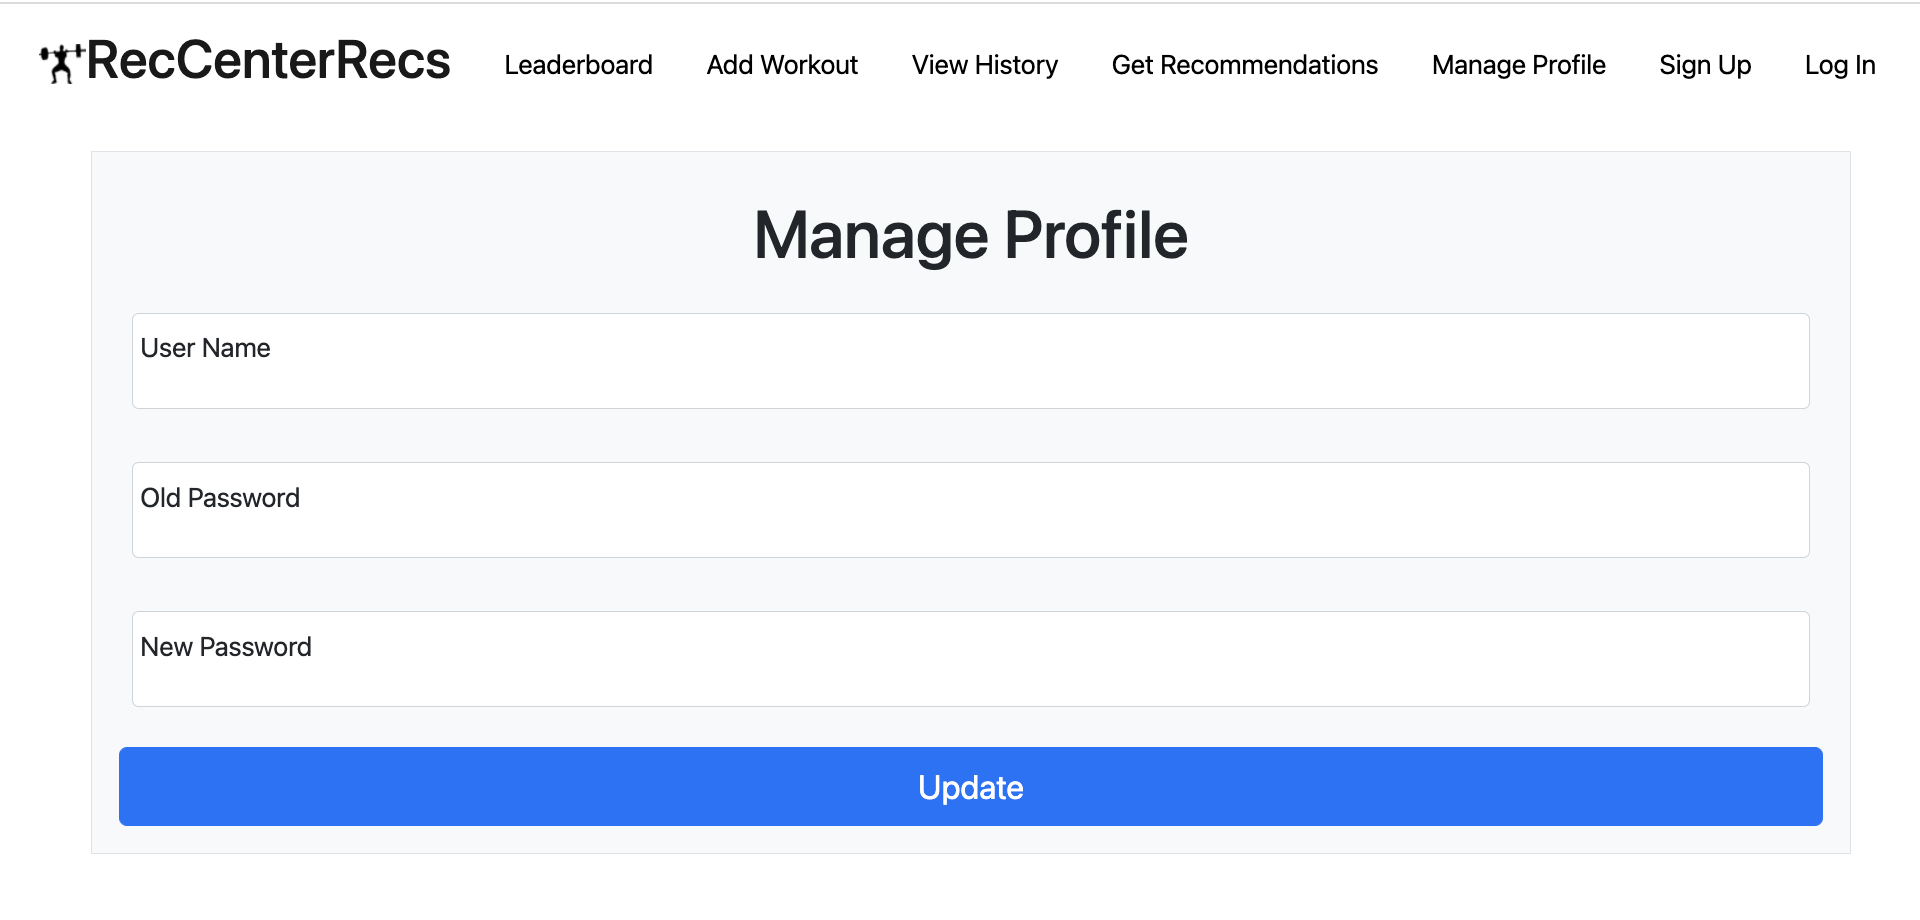 RecCenterRecs Leaderboard Add Workout View History Get Recommendations Manage Profile Sign Up Log In
Manage Profile
User Name
Old Password
New Password
Update